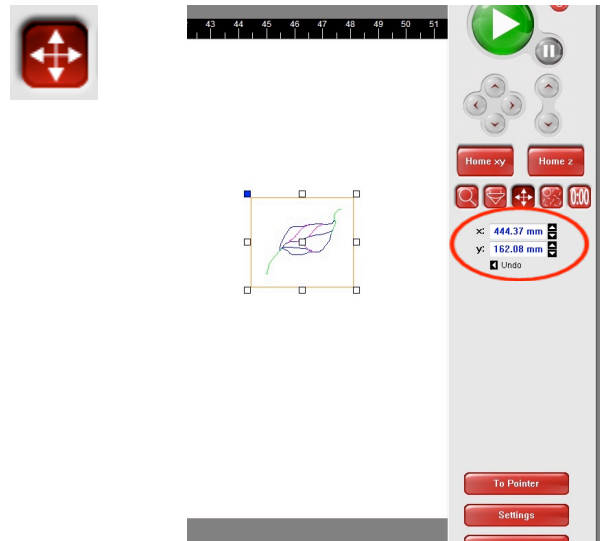 43 44 45 46 47 48 49 50 51
Home xy Home z
0:00
x: 444.37 mm
y: 162.08 mm
Undo
To Pointer
Settings